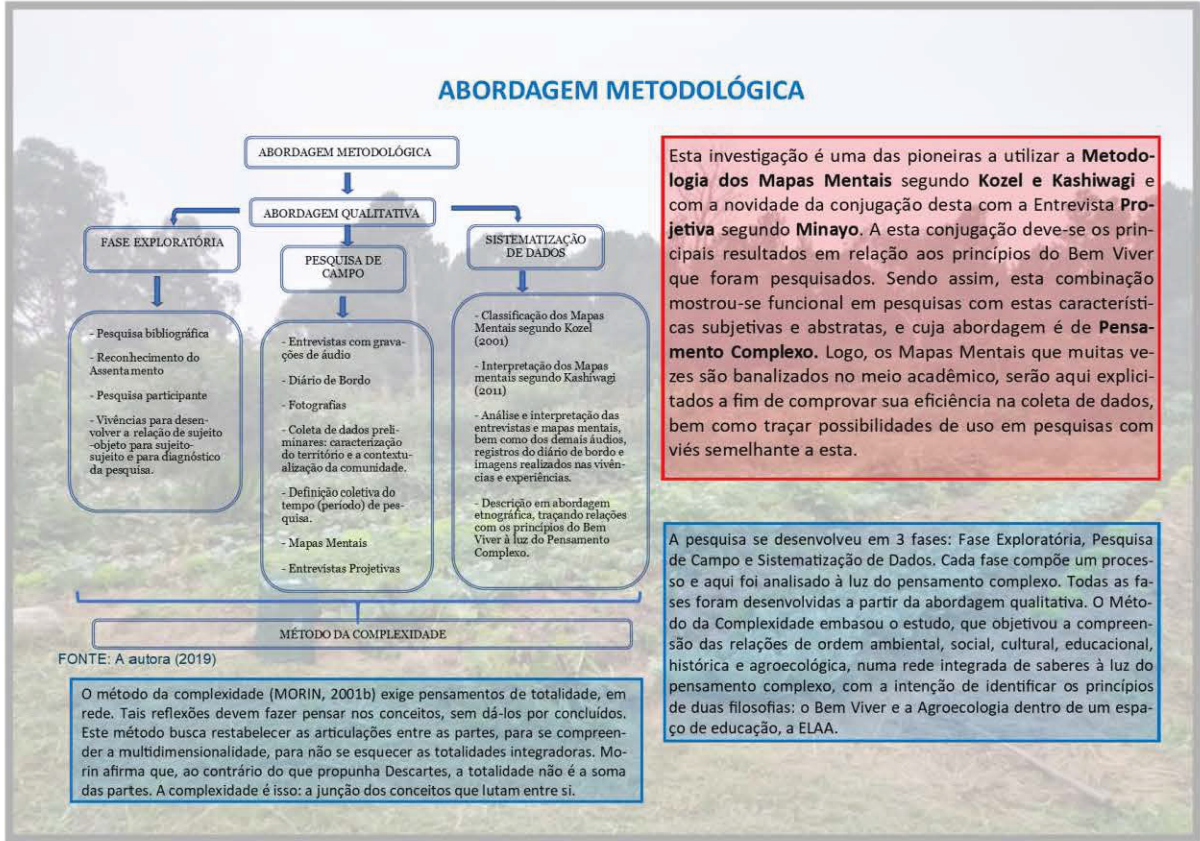 ABORDAGEM METODOLÓGICA
ABORDAGEM METODOLÓGICA
ABORDAGEM QUALITATIVA
FASE EXPLORATÓRIA
- Pesquisa bibliográfica
- Reconhecimento do
Assentamento
- Pesquisa participante
- Vivências para desen-
volver a relação de sujeito
-objeto para sujeito-
sujeito e para diagnóstico
da pesquisa.
PESQUISA DE
CAMPO
- Entrevistas com grava-
ções de áudio
- Diário de Bordo
- Fotografias
- Coleta de dados preli-
minares: caracterização
do território e a contextu-
alização da comunidade.
- Definição coletiva do
tempo (período) de pes-
quisa.
- Mapas Mentais
- Entrevistas Projetivas
SISTEMATIZAÇÃO
DE DADOS
- Classificação dos Mapas
Mentais segundo Kozel
(2001)
- Interpretação dos Mapas
mentais segundo Kashiwagi
(2011)
- Análise e interpretação das
entrevistas e mapas mentais,
bem como dos demais áudios,
registros do diário de bordo e
imagens realizados nas vivên-
cias e experiências.
- Descrição em abordagem
etnográfica, traçando relações
com os princípios do Bem
Viver à luz do Pensamento
Complexo.
MÉTODO DA COMPLEXIDADE
FONTE: A autora (2019)
O método da complexidade (MORIN, 2001b) exige pensamentos de totalidade, em
rede. Tais reflexões devem fazer pensar nos conceitos, sem dá-los por concluídos.
Este método busca restabelecer as articulações entre as partes, para se compreen-
der a multidimensionalidade, para não se esquecer as totalidades integradoras. Mo-
rin afirma que, ao contrário do que propunha Descartes, a totalidade não é a soma
das partes. A complexidade é isso: a junção dos conceitos que lutam entre si.
Esta investigação é uma das pioneiras a utilizar a Metodo-
logia dos Mapas Mentais segundo Kozel e Kashiwagi e
com a novidade da conjugação desta com a Entrevista Pro-
jetiva segundo Minayo. A esta conjugação deve-se os prin-
cipais resultados em relação aos princípios do Bem Viver
que foram pesquisados. Sendo assim, esta combinação
mostrou-se funcional em pesquisas com estas característi-
cas subjetivas e abstratas, e cuja abordagem é de Pensa-
mento Complexo. Logo, os Mapas Mentais que muitas ve-
zes são banalizados no meio acadêmico, serão aqui explici-
tados a fim de comprovar sua eficiência na coleta de dados,
bem como traçar possibilidades de uso em pesquisas com
viés semelhante a esta.
A pesquisa se desenvolveu em 3 fases: Fase Exploratória, Pesquisa
de Campo e Sistematização de Dados. Cada fase compõe um proces-
so e aqui foi analisado à luz do pensamento complexo. Todas as fa-
ses foram desenvolvidas a partir da abordagem qualitativa. O Méto-
do da Complexidade embasou o estudo, que objetivou a compreen-
são das relações de ordem ambiental, social, cultural, educacional,
histórica e agroecológica, numa rede integrada de saberes à luz do
pensamento complexo, com a intenção de identificar os princípios
de duas filosofias: o Bem Viver e a Agroecologia dentro de um espa-
ço de educação, a ELAA.